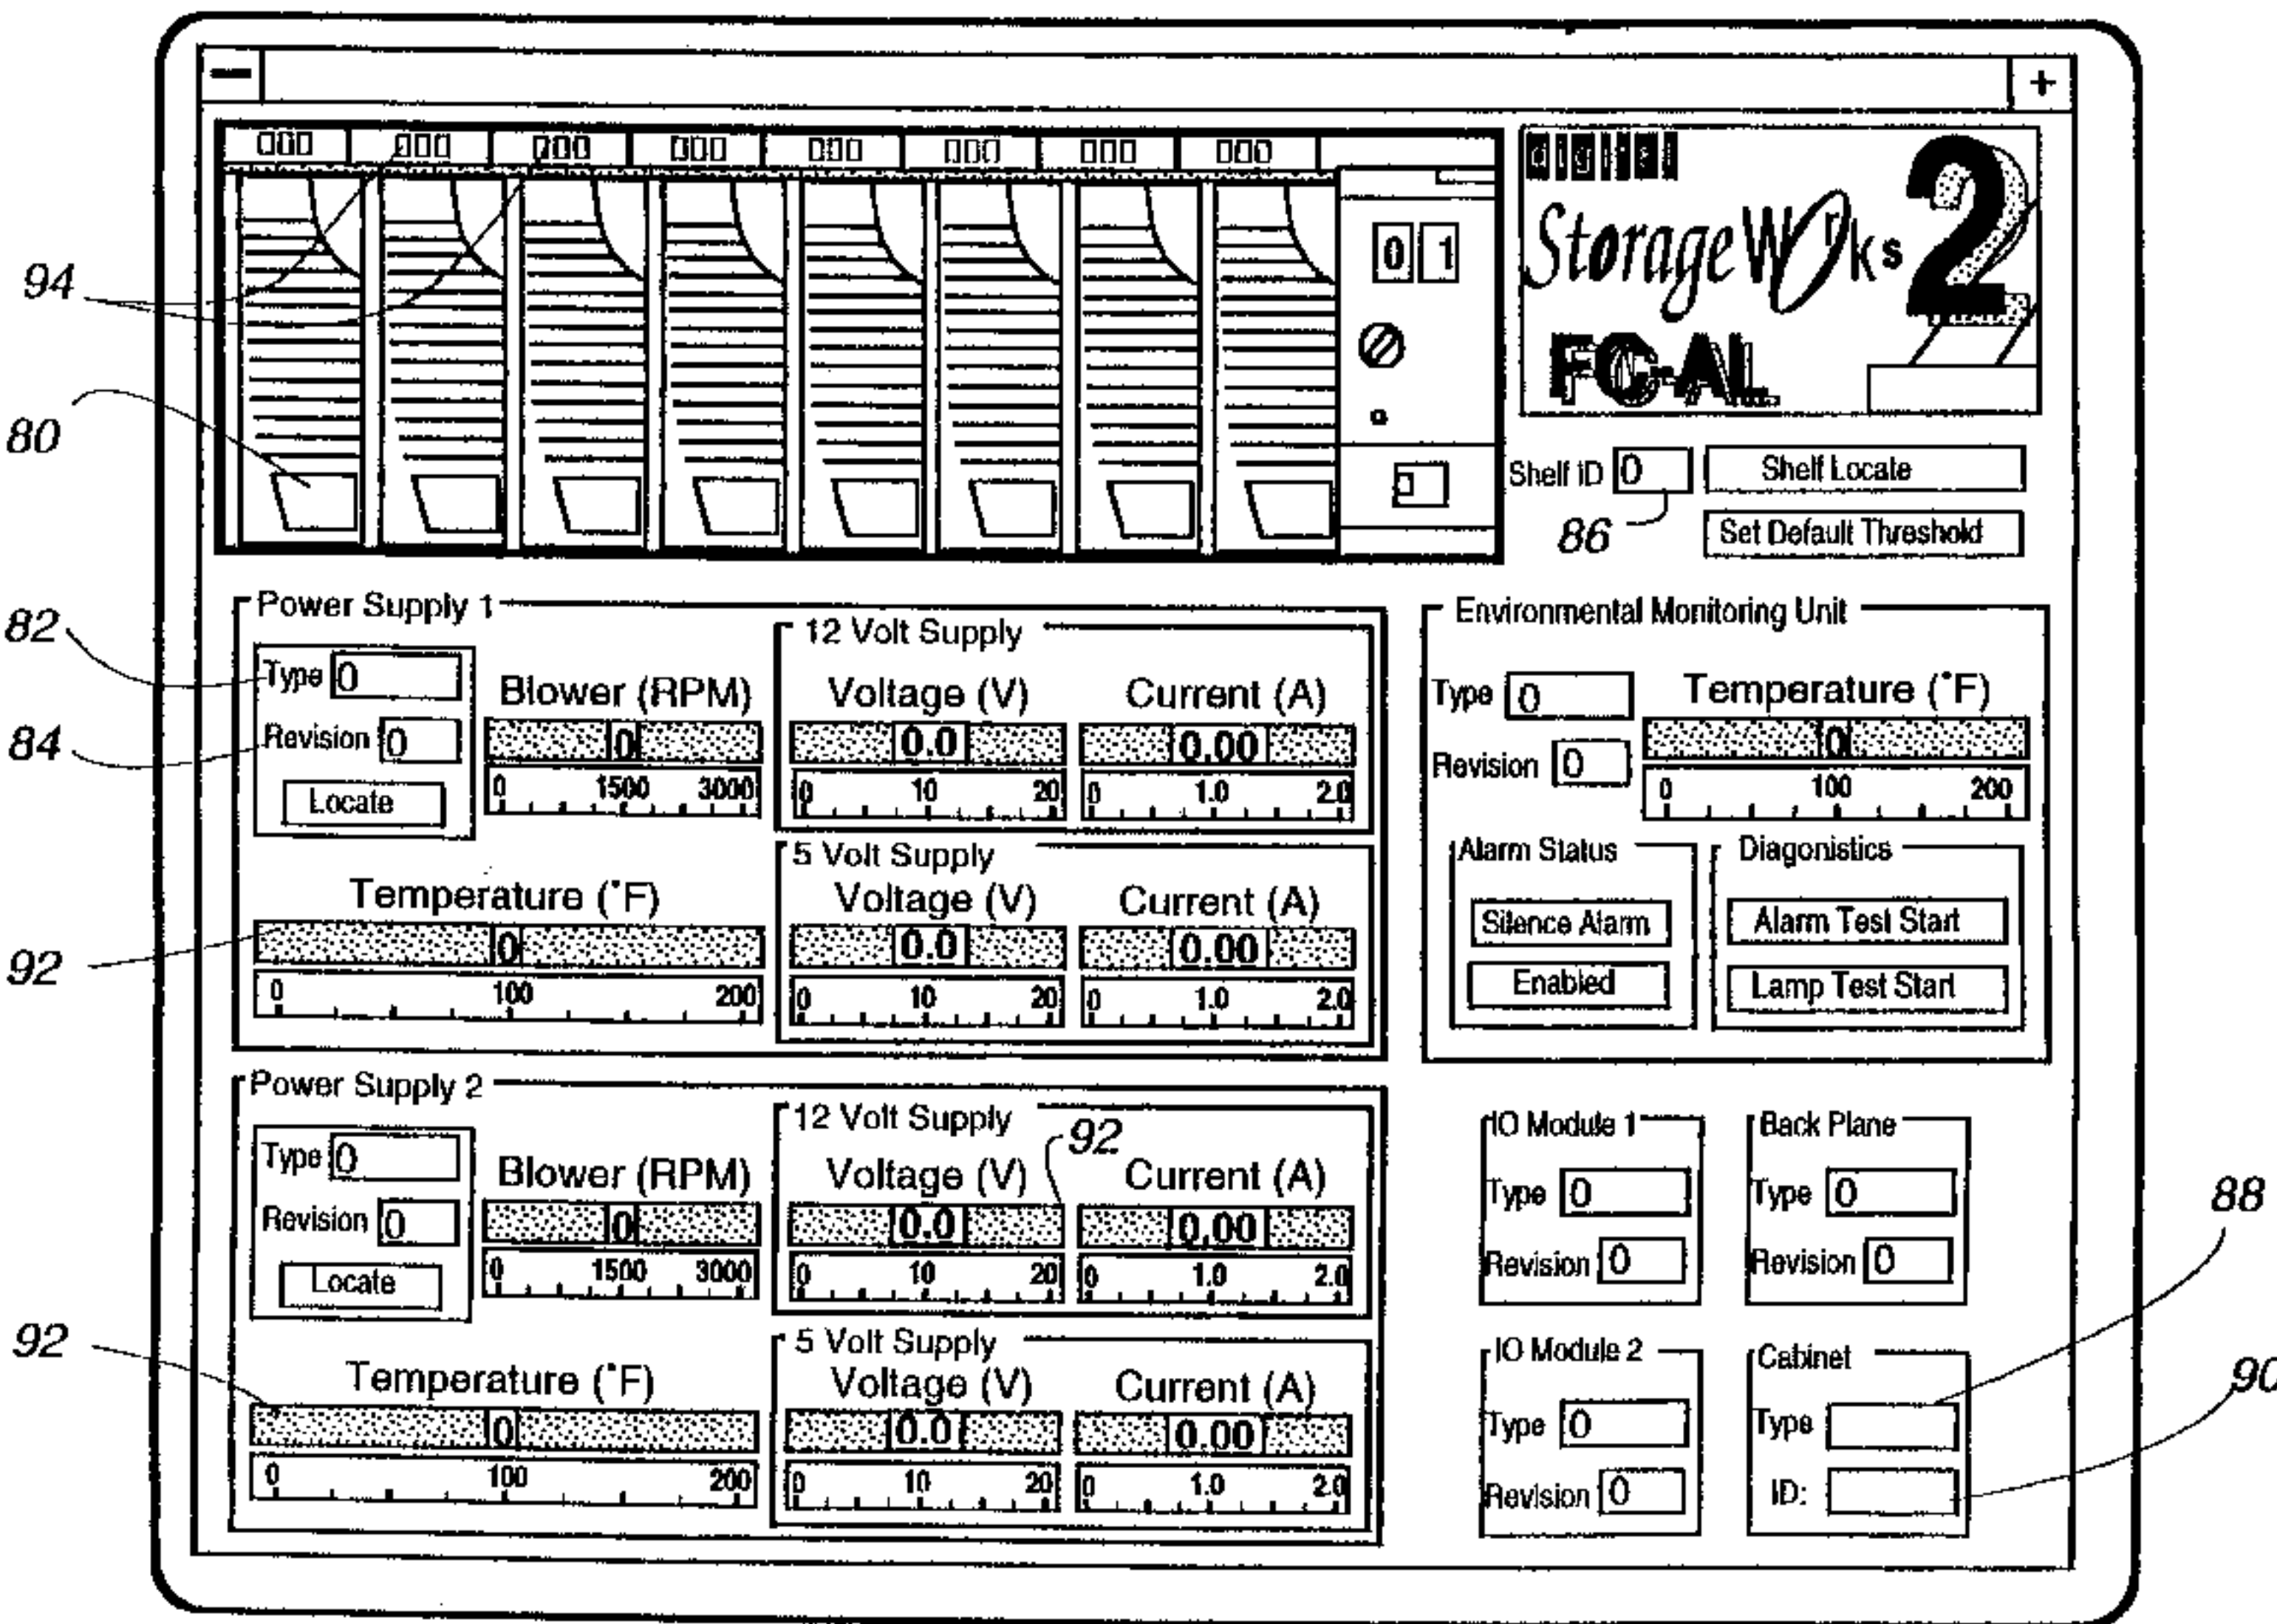 digital
StorageWorks 2
FC-AL
0 1
94
80
Shelf ID 0 Shelf Locate
86 Set Default Threshold
Power Supply 1
82
84
Type 0
Revision 0
Locate
Blower (RPM)
0
0 1500 3000
12 Volt Supply
Voltage (V) Current (A)
0.0 0.00
0 10 20 0 1.0 2.0
Temperature (°F)
92
0
0 100 200
5 Volt Supply
Voltage (V) Current (A)
0.0 0.00
0 10 20 0 1.0 2.0
Environmental Monitoring Unit
Type 0
Revision 0
Temperature (°F)
0
0 100 200
Alarm Status
Silence Alarm
Enabled
Diagonistics
Alarm Test Start
Lamp Test Start
Power Supply 2
Type 0
Revision 0
Locate
Blower (RPM)
0
0 1500 3000
12 Volt Supply
92
Voltage (V) Current (A)
0.0 0.00
0 10 20 0 1.0 2.0
92
Temperature (°F)
0
0 100 200
5 Volt Supply
Voltage (V) Current (A)
0.0 0.00
0 10 20 0 1.0 2.0
IO Module 1
Type 0
Revision 0
Back Plane
Type 0
Revision 0
88
IO Module 2
Type 0
Revision 0
Cabinet
Type
ID:
90